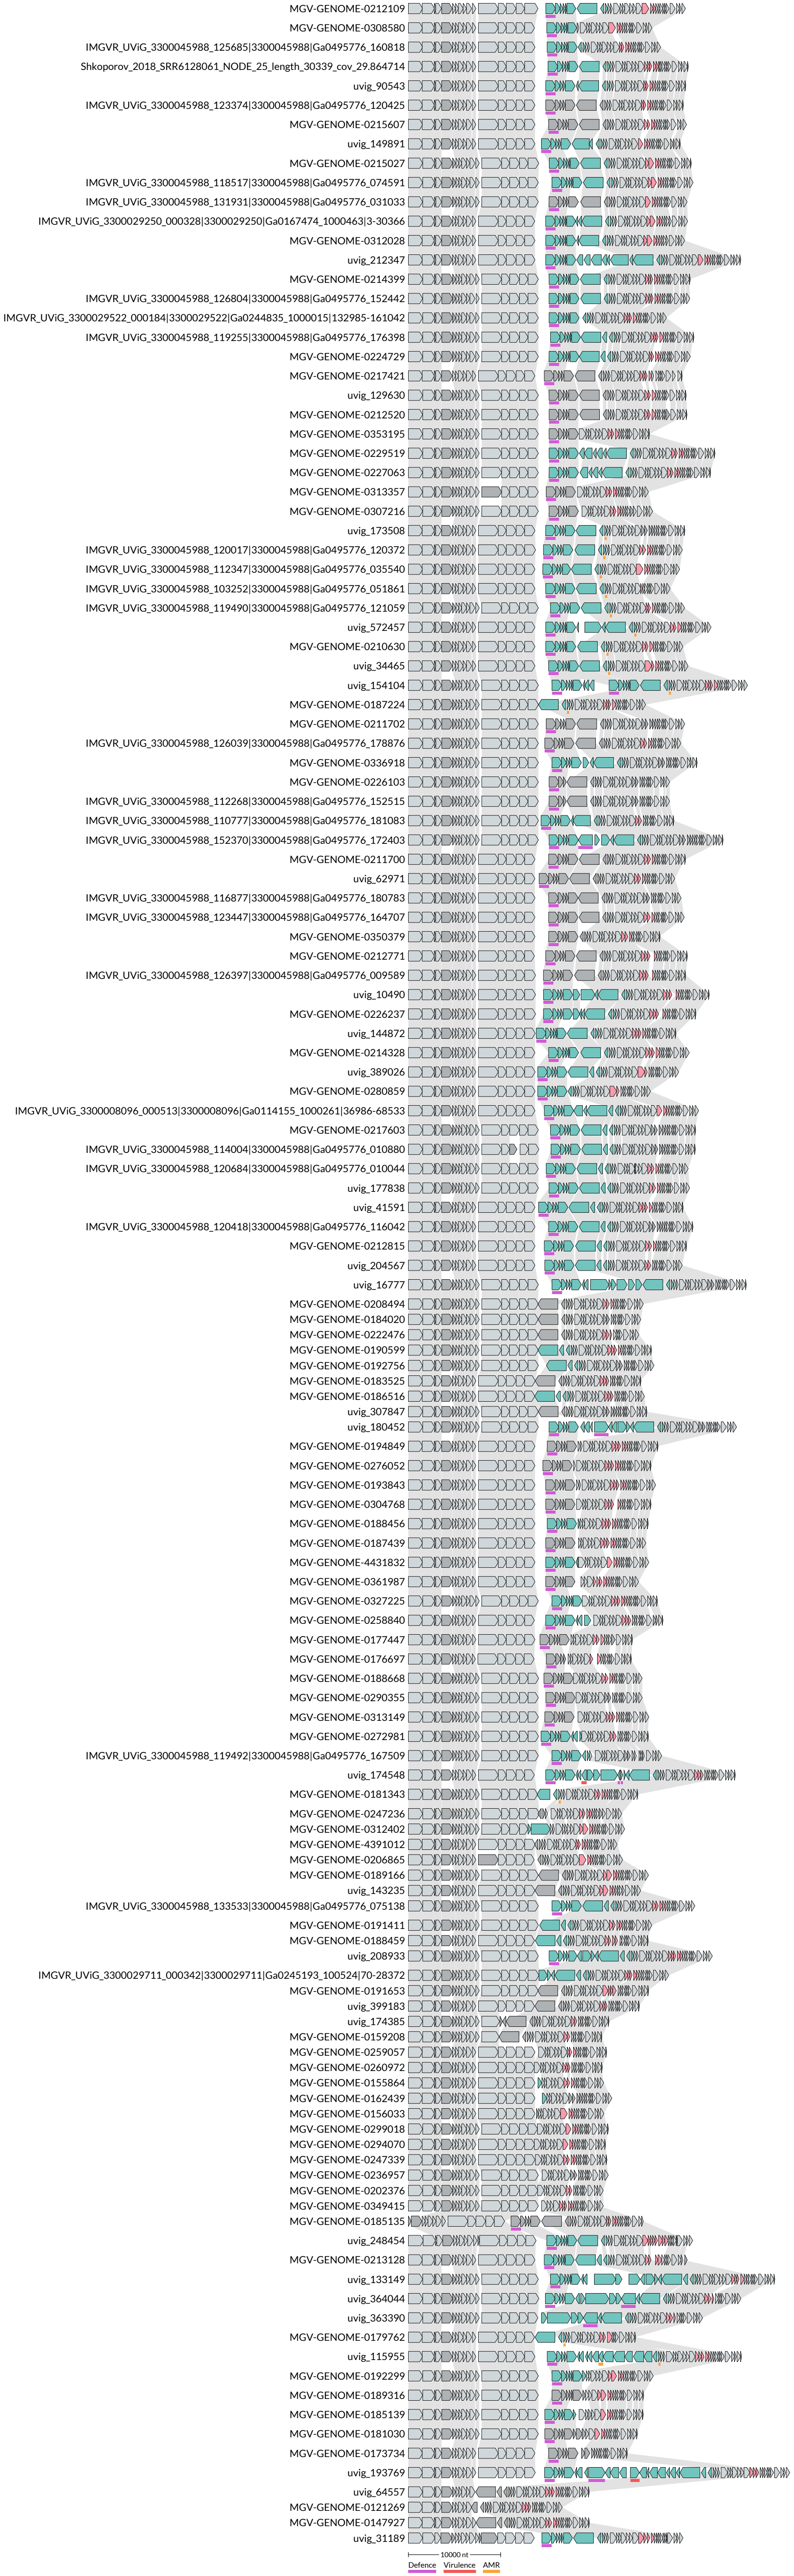 MGV-GENOME-0212109
MGV-GENOME-0308580
IMGVR_UViG_3300045988_125685|3300045988|Ga0495776_160818
Shkoporov_2018_SRR6128061_NODE_25_length_30339_cov_29.864714
uvig_90543
IMGVR_UViG_3300045988_123374|3300045988|Ga0495776_120425
MGV-GENOME-0215607
uvig_149891
MGV-GENOME-0215027
IMGVR_UViG_3300045988_118517|3300045988|Ga0495776_074591
IMGVR_UViG_3300045988_131931|3300045988|Ga0495776_031033
IMGVR_UViG_3300029250_000328|3300029250|Ga0167474_1000463|3-30366
MGV-GENOME-0312028
uvig_212347
MGV-GENOME-0214399
IMGVR_UViG_3300045988_126804|3300045988|Ga0495776_152442
IMGVR_UViG_3300029522_000184|3300029522|Ga0244835_1000015|132985-161042
IMGVR_UViG_3300045988_119255|3300045988|Ga0495776_176398
MGV-GENOME-0224729
MGV-GENOME-0217421
uvig_129630
MGV-GENOME-0212520
MGV-GENOME-0353195
MGV-GENOME-0229519
MGV-GENOME-0227063
MGV-GENOME-0313357
MGV-GENOME-0307216
uvig_173508
IMGVR_UViG_3300045988_120017|3300045988|Ga0495776_120372
IMGVR_UViG_3300045988_112347|3300045988|Ga0495776_035540
IMGVR_UViG_3300045988_103252|3300045988|Ga0495776_051861
IMGVR_UViG_3300045988_119490|3300045988|Ga0495776_121059
uvig_572457
MGV-GENOME-0210630
uvig_34465
uvig_154104
MGV-GENOME-0187224
MGV-GENOME-0211702
IMGVR_UViG_3300045988_126039|3300045988|Ga0495776_178876
MGV-GENOME-0336918
MGV-GENOME-0226103
IMGVR_UViG_3300045988_112268|3300045988|Ga0495776_152515
IMGVR_UViG_3300045988_110777|3300045988|Ga0495776_181083
IMGVR_UViG_3300045988_152370|3300045988|Ga0495776_172403
MGV-GENOME-0211700
uvig_62971
IMGVR_UViG_3300045988_116877|3300045988|Ga0495776_180783
IMGVR_UViG_3300045988_123447|3300045988|Ga0495776_164707
MGV-GENOME-0350379
MGV-GENOME-0212771
IMGVR_UViG_3300045988_126397|3300045988|Ga0495776_009589
uvig_10490
MGV-GENOME-0226237
uvig_144872
MGV-GENOME-0214328
uvig_389026
MGV-GENOME-0280859
IMGVR_UViG_3300008096_000513|3300008096|Ga0114155_1000261|36986-68533
MGV-GENOME-0217603
IMGVR_UViG_3300045988_114004|3300045988|Ga0495776_010880
IMGVR_UViG_3300045988_120684|3300045988|Ga0495776_010044
uvig_177838
uvig_41591
IMGVR_UViG_3300045988_120418|3300045988|Ga0495776_116042
MGV-GENOME-0212815
uvig_204567
uvig_16777
MGV-GENOME-0208494
MGV-GENOME-0184020
MGV-GENOME-0222476
MGV-GENOME-0190599
MGV-GENOME-0192756
MGV-GENOME-0183525
MGV-GENOME-0186516
uvig_307847
uvig_180452
MGV-GENOME-0194849
MGV-GENOME-0276052
MGV-GENOME-0193843
MGV-GENOME-0304768
MGV-GENOME-0188456
MGV-GENOME-0187439
MGV-GENOME-4431832
MGV-GENOME-0361987
MGV-GENOME-0327225
MGV-GENOME-0258840
MGV-GENOME-0177447
MGV-GENOME-0176697
MGV-GENOME-0188668
MGV-GENOME-0290355
MGV-GENOME-0313149
MGV-GENOME-0272981
IMGVR_UViG_3300045988_119492|3300045988|Ga0495776_167509
uvig_174548
MGV-GENOME-0181343
MGV-GENOME-0247236
MGV-GENOME-0312402
MGV-GENOME-4391012
MGV-GENOME-0206865
MGV-GENOME-0189166
uvig_143235
IMGVR_UViG_3300045988_133533|3300045988|Ga0495776_075138
MGV-GENOME-0191411
MGV-GENOME-0188459
uvig_208933
IMGVR_UViG_3300029711_000342|3300029711|Ga0245193_100524|70-28372
MGV-GENOME-0191653
uvig_399183
uvig_174385
MGV-GENOME-0159208
MGV-GENOME-0259057
MGV-GENOME-0260972
MGV-GENOME-0155864
MGV-GENOME-0162439
MGV-GENOME-0156033
MGV-GENOME-0299018
MGV-GENOME-0294070
MGV-GENOME-0247339
MGV-GENOME-0236957
MGV-GENOME-0202376
MGV-GENOME-0349415
MGV-GENOME-0185135
uvig_248454
MGV-GENOME-0213128
uvig_133149
uvig_364044
uvig_363390
MGV-GENOME-0179762
uvig_115955
MGV-GENOME-0192299
MGV-GENOME-0189316
MGV-GENOME-0185139
MGV-GENOME-0181030
MGV-GENOME-0173734
uvig_193769
uvig_64557
MGV-GENOME-0121269
MGV-GENOME-0147927
uvig_31189
10000 nt
Defence Virulence AMR